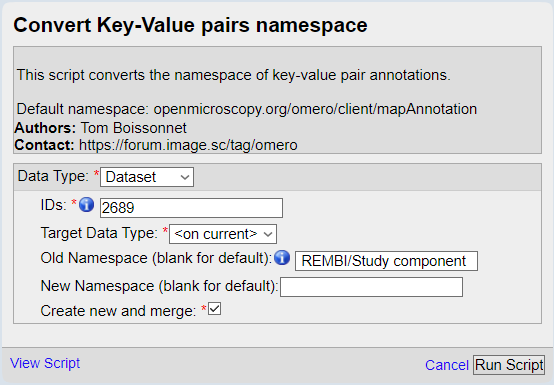 Convert Key-Value pairs namespace
This script converts the namespace of key-value pair annotations.
Default namespace: openmicroscopy.org/omero/client/mapAnnotation
Authors: Tom Boissonnet
Contact: https://forum.image.sc/tag/omero
Data Type: * Dataset
IDs: * 2689
Target Data Type: * <on current>
Old Namespace (blank for default): REMBI/Study component
New Namespace (blank for default):
Create new and merge: *
View Script Cancel Run Script